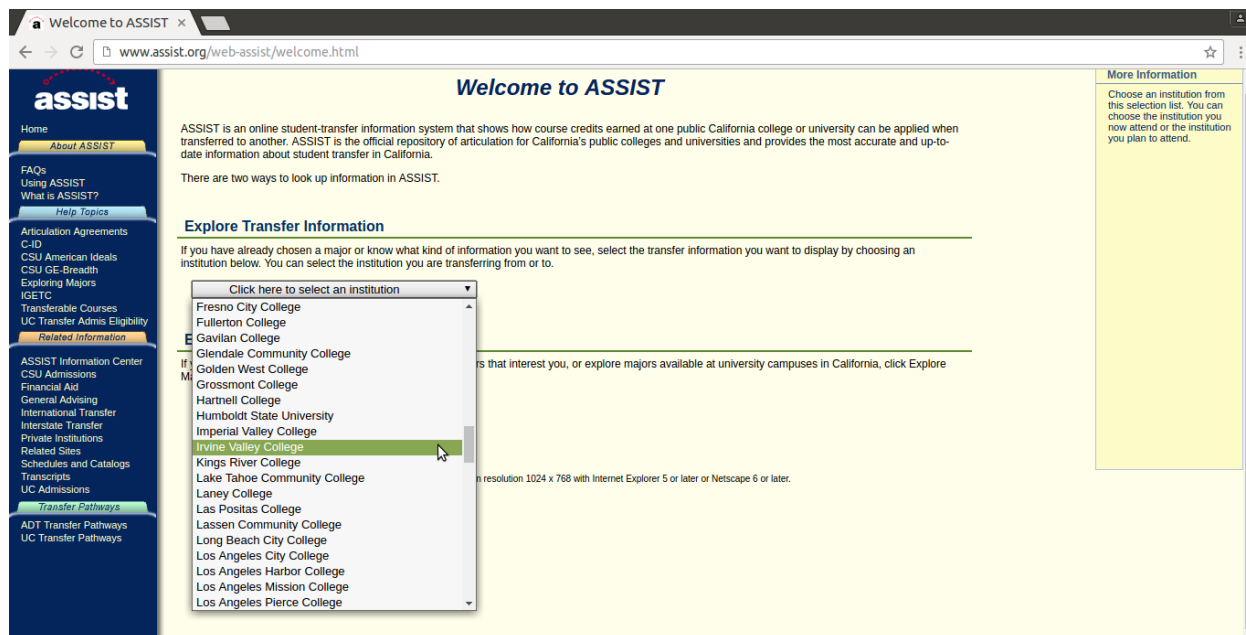 Welcome to ASSIST
www.assist.org/web-assist/welcome.html
assist
Home
About ASSIST
FAQs
Using ASSIST
What is ASSIST?
Help Topics
Articulation Agreements
C-ID
CSU American Ideals
CSU GE-Breadth
Exploring Majors
IGETC
Transferable Courses
UC Transfer Admis Eligibility
Related Information
ASSIST Information Center
CSU Admissions
Financial Aid
General Advising
International Transfer
Interstate Transfer
Private Institutions
Related Sites
Schedules and Catalogs
Transcripts
UC Admissions
Transfer Pathways
ADT Transfer Pathways
UC Transfer Pathways
Welcome to ASSIST
ASSIST is an online student-transfer information system that shows how course credits earned at one public California college or university can be applied when
transferred to another. ASSIST is the official repository of articulation for California's public colleges and universities and provides the most accurate and up-to-
date information about student transfer in California.
There are two ways to look up information in ASSIST.
Explore Transfer Information
If you have already chosen a major or know what kind of information you want to see, select the transfer information you want to display by choosing an
institution below. You can select the institution you are transferring from or to.
Click here to select an institution
Fresno City College
Fullerton College
Gavilan College
Glendale Community College
Golden West College
Grossmont College
Hartnell College
Humboldt State University
Imperial Valley College
Irvine Valley College
Kings River College
Lake Tahoe Community College
Laney College
Las Positas College
Lassen Community College
Long Beach City College
Los Angeles City College
Los Angeles Harbor College
Los Angeles Mission College
Los Angeles Pierce College
E
If
rs that interest you, or explore majors available at university campuses in California, click Explore
M
n resolution 1024 x 768 with Internet Explorer 5 or later or Netscape 6 or later.
More Information
Choose an institution from
this selection list. You can
choose the institution you
now attend or the institution
you plan to attend.